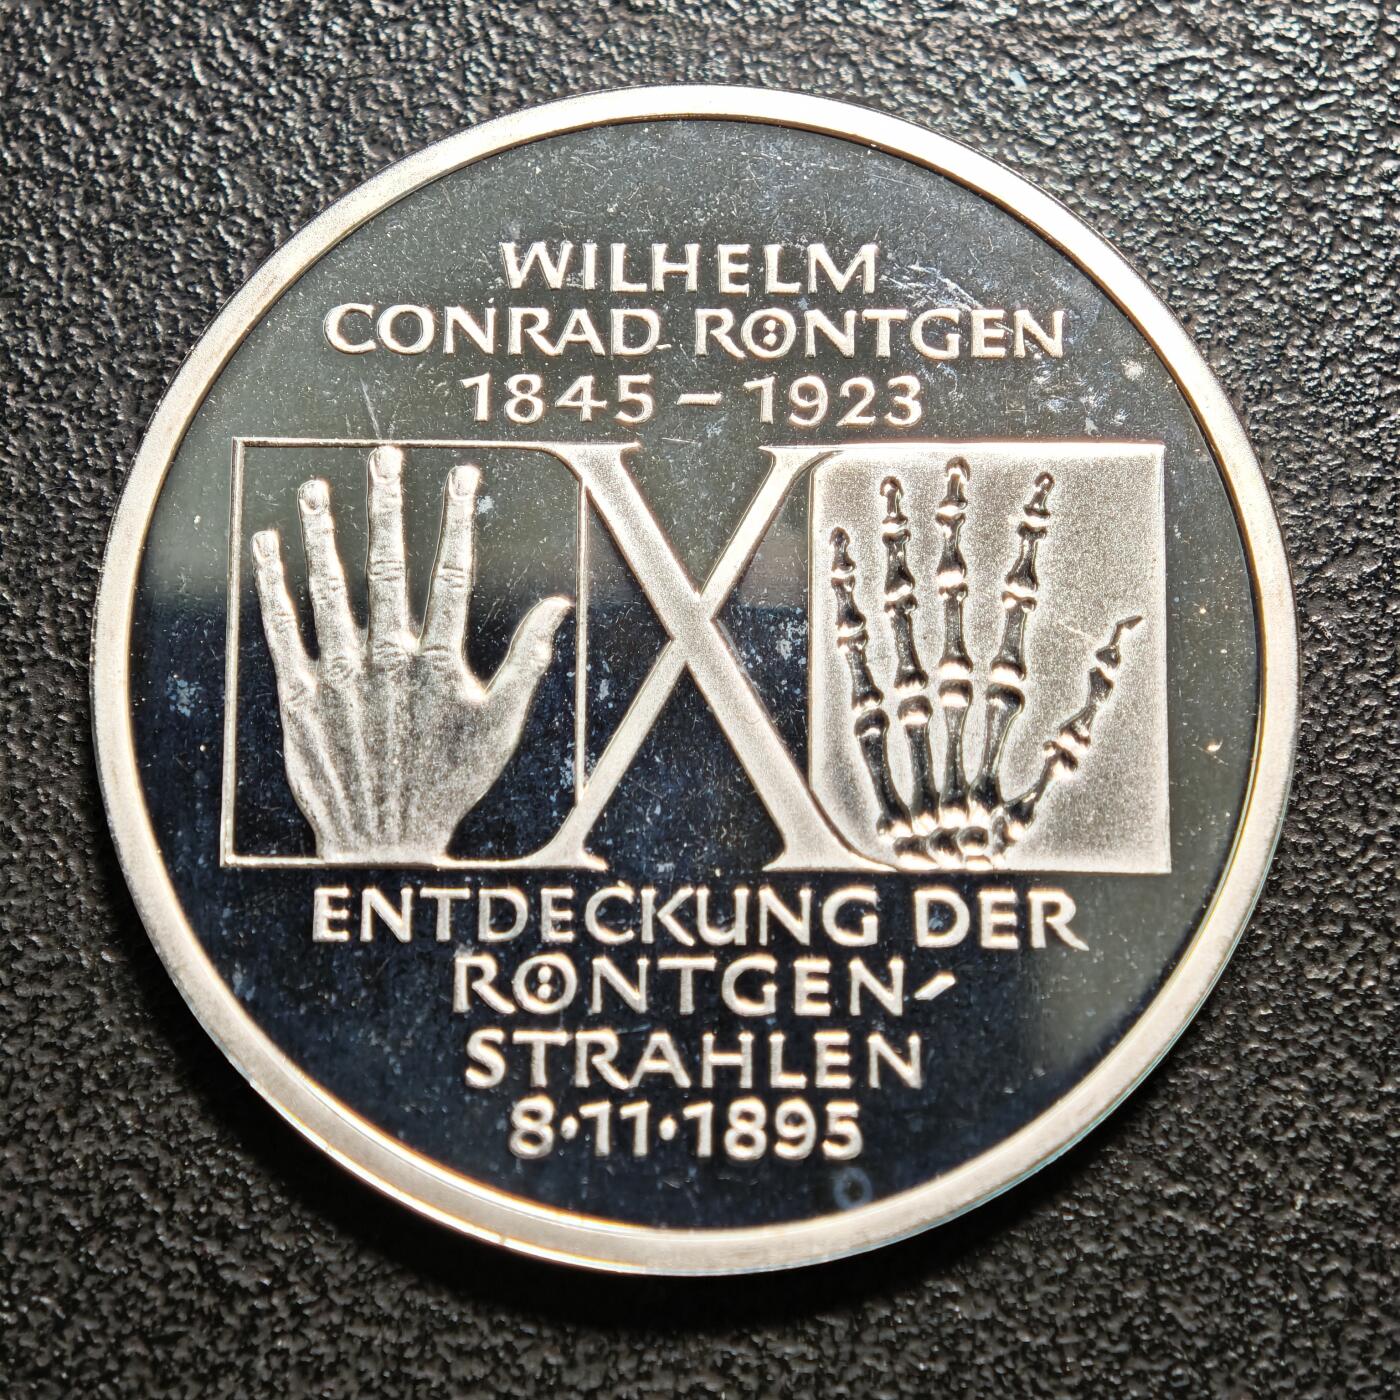 WILHELM
CONRAD RÖNTGEN
1845 – 1923
X
ENTDECKUNG DER
RÖNTGEN-
STRAHLEN
8·11·1895